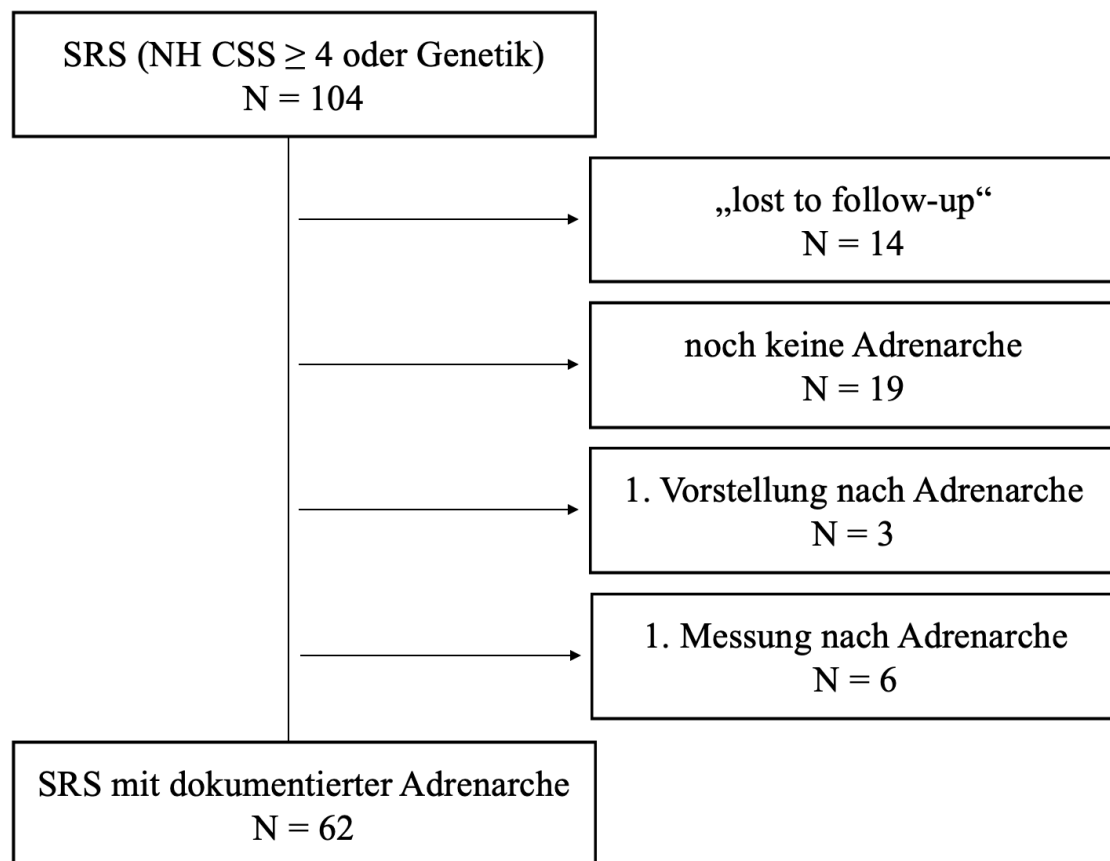 SRS (NH CSS ≥ 4 oder Genetik)
N = 104
„lost to follow-up“
N = 14
noch keine Adrenarche
N = 19
1. Vorstellung nach Adrenarche
N = 3
1. Messung nach Adrenarche
N = 6
SRS mit dokumentierter Adrenarche
N = 62